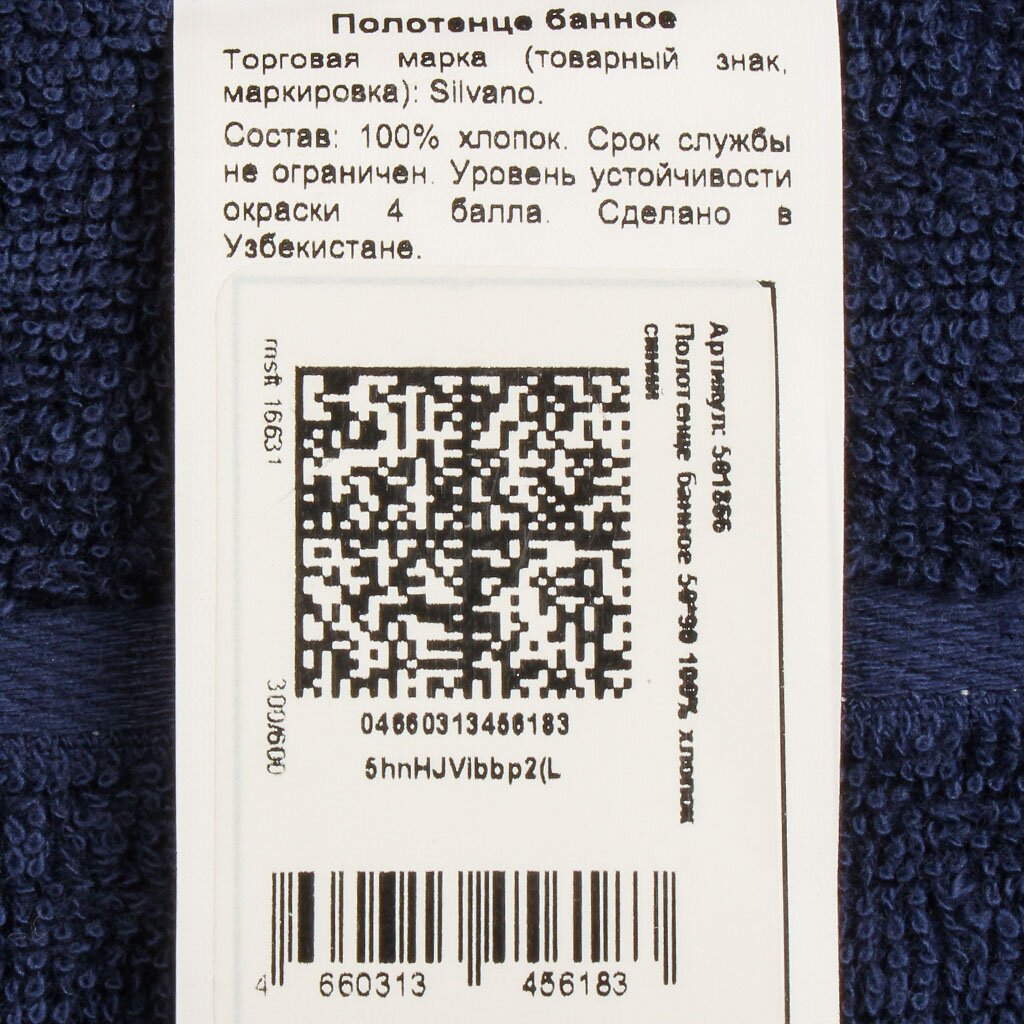 Полотенце банное
Торговая марка (товарный знак,
маркировка): Silvano.
Состав: 100% хлопок. Срок службы
не ограничен. Уровень устойчивости
окраски 4 балла. Сделано в
Узбекистане.
Артикул: 501866
Полотенце банное 50*90 100% хлопок
синий
msft 16631
300/600
04660313456183
5hnHJVibbp2(L
4 660313 456183